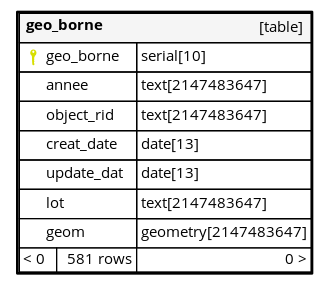 geo_borne [table]
geo_borne serial[10]
annee text[2147483647]
object_rid text[2147483647]
creat_date date[13]
update_dat date[13]
lot text[2147483647]
geom geometry[2147483647]
< 0 581 rows 0 >